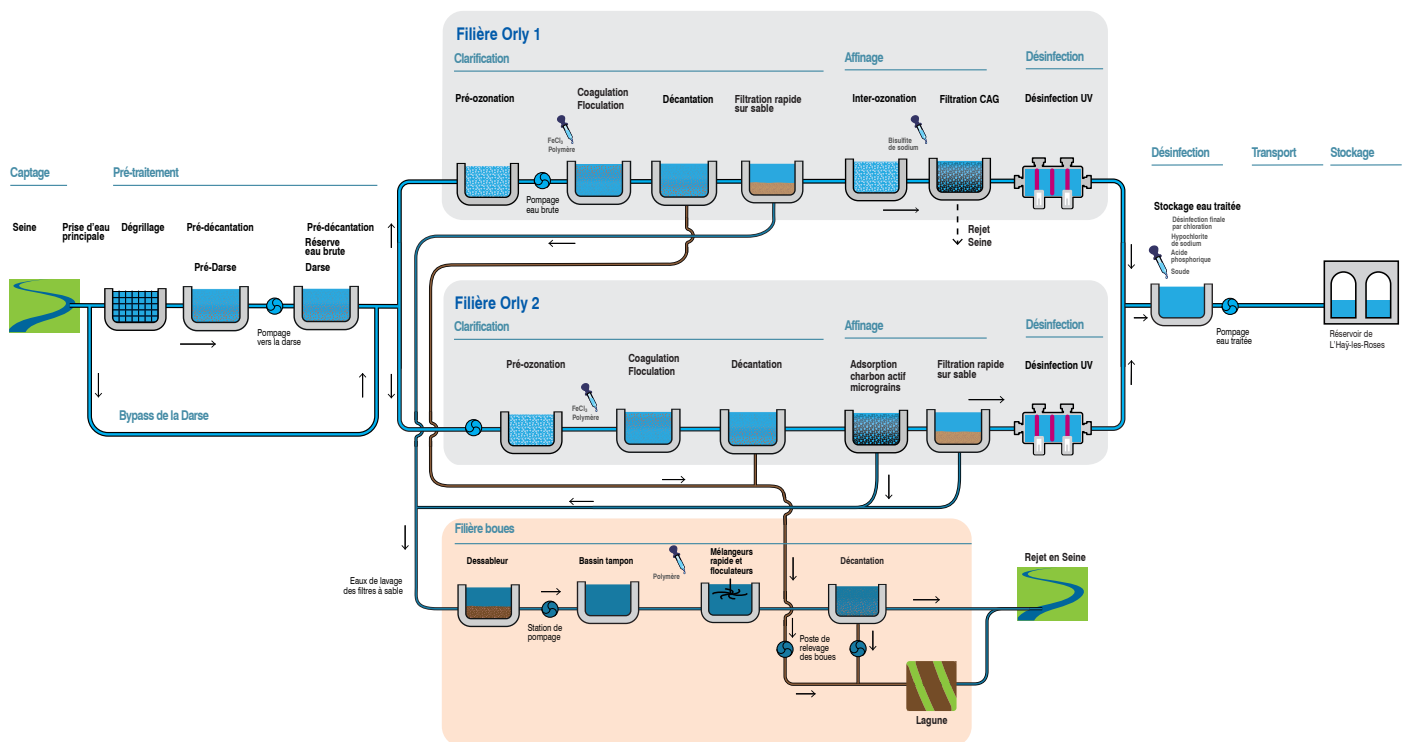 Filière Orly 1
Clarification
Affinage
Désinfection
Pré-ozonation
Coagulation
Floculation
Décantation
Filtration rapide
sur sable
Inter-ozonation
Filtration CAG
Désinfection UV
FeCl₃
Polymère
Bisulfite
de sodium
Pompage
eau brute
Rejet
Seine
Captage
Pré-traitement
Seine
Prise d'eau
principale
Dégrillage
Pré-décantation
Pré-Darse
Pré-décantation
Réserve
eau brute
Darse
Pompage
vers la darse
Bypass de la Darse
Filière Orly 2
Clarification
Affinage
Désinfection
Pré-ozonation
Coagulation
Floculation
Décantation
Adsorption
charbon actif
micrograins
Filtration rapide
sur sable
Désinfection UV
FeCl₃
Polymère
Désinfection
Transport
Stockage
Stockage eau traitée
Désinfection finale
par chloration
Hypochlorite
de sodium
Acide
phosphorique
Soude
Pompage
eau traitée
Réservoir de
L'Haÿ-les-Roses
Filière boues
Dessableur
Bassin tampon
Polymère
Mélangeurs
rapide et
floculateurs
Décantation
Rejet en Seine
Eaux de lavage
des filtres à sable
Station de
pompage
Poste de
relevage
des boues
Lagune